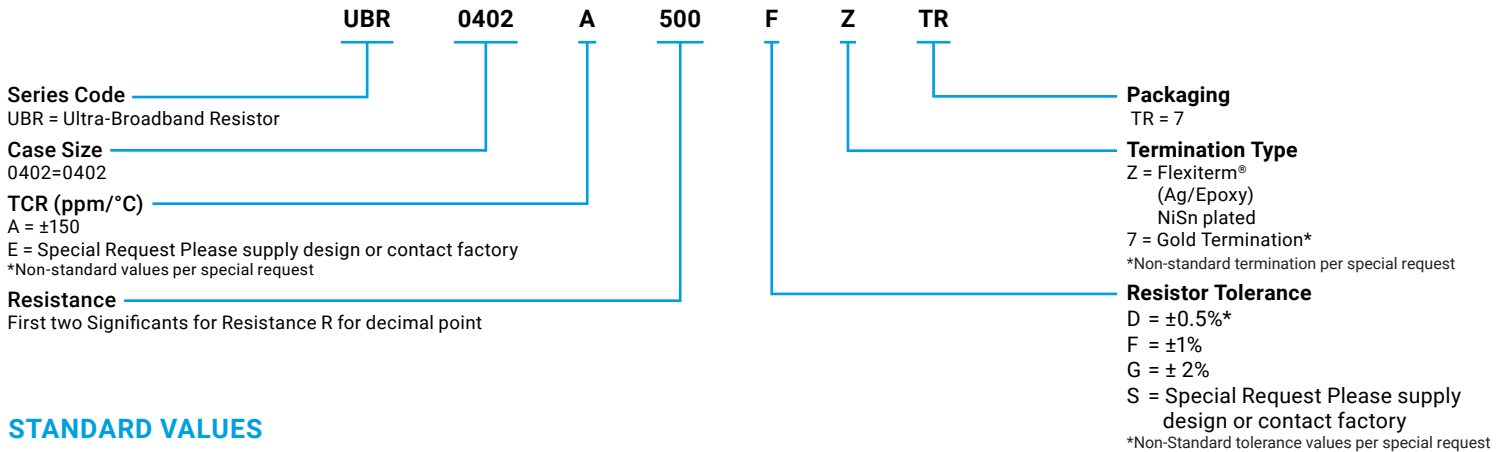 UBR 0402 A 500 F Z TR
Series Code
UBR = Ultra-Broadband Resistor
Case Size
0402=0402
TCR (ppm/°C)
A = ±150
E = Special Request Please supply design or contact factory
*Non-standard values per special request
Resistance
First two Significants for Resistance R for decimal point
Packaging
TR = 7
Termination Type
Z = Flexiterm®
(Ag/Epoxy)
NiSn plated
7 = Gold Termination*
*Non-standard termination per special request
Resistor Tolerance
D = ±0.5%*
F = ±1%
G = ± 2%
S = Special Request Please supply
design or contact factory
*Non-Standard tolerance values per special request
STANDARD VALUES